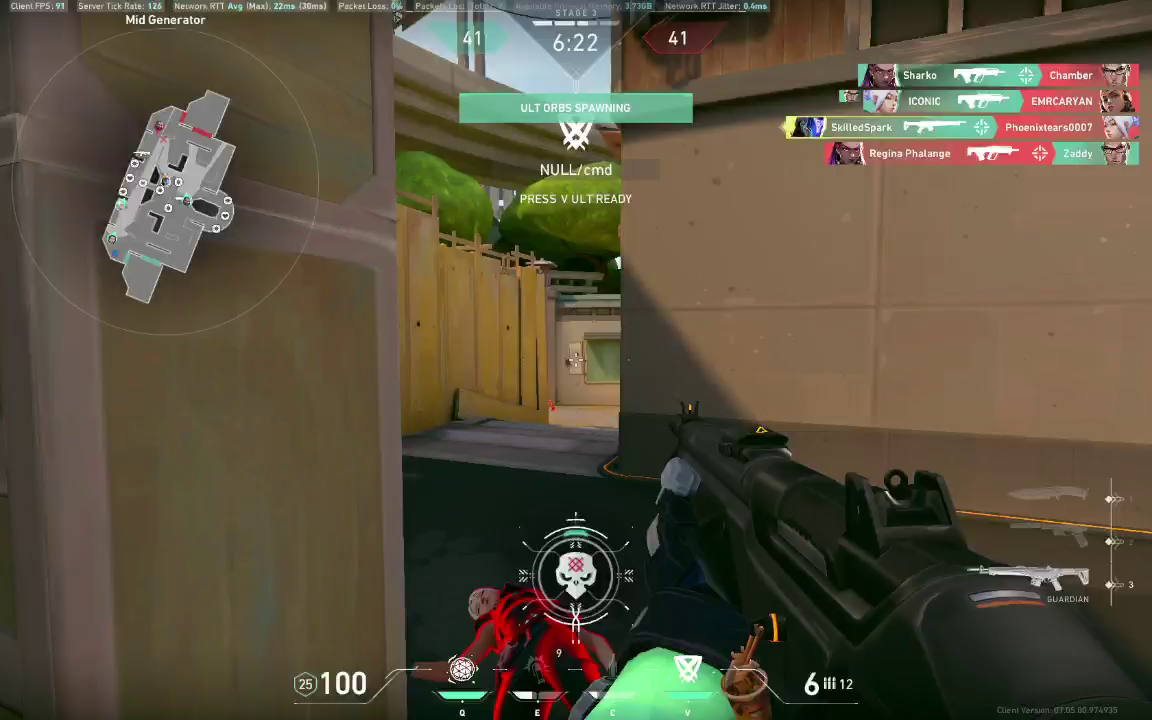 Client FPS: 91 Server Tick Rate: 126 Network RTT Avg (Max): 22ms (30ms) Packet Loss: 0% Network RTT Jitter: 0.4ms
Mid Generator
STAGE 3
41 6:22 41
ULT ORBS SPAWNING
NULL/cmd
PRESS V ULT READY
Sharko Chamber
ICONIC EMRCARYAN
SkilledSpark Phoenixtears0007
Regina Phalange Zaddy
1
2
3
GUARDIAN
9
25 100
6 12
Q E C V
Client Version: 07.05.00.974935